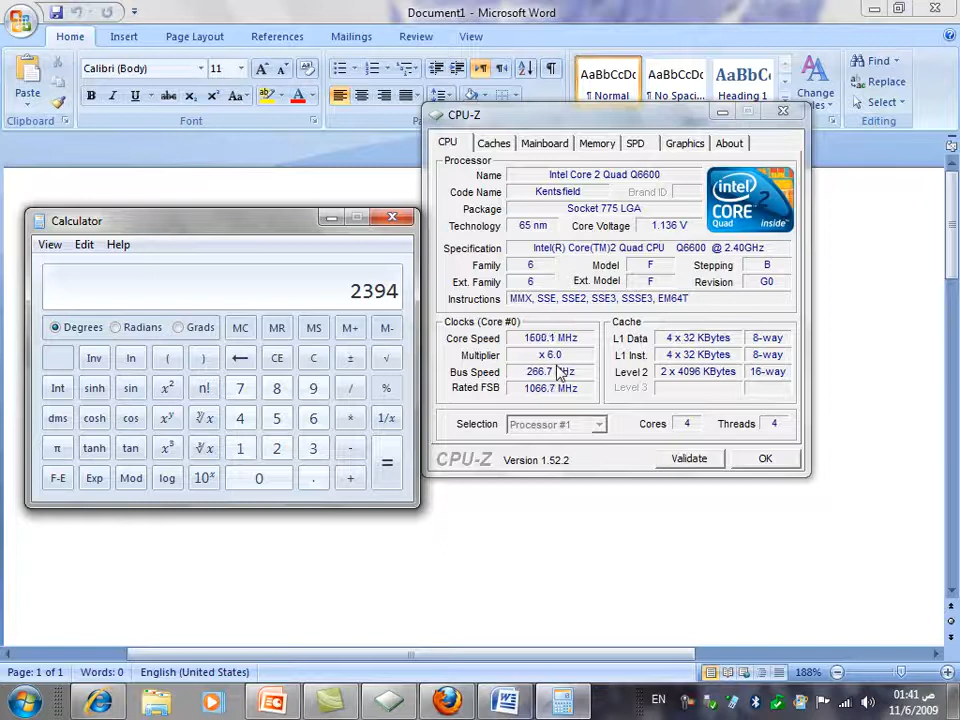 Document1 - Microsoft Word
Home Insert Page Layout References Mailings Review View
Paste
Calibri (Body) 11
B I U abc x₂ x² Aa
AaBbCcDc AaBbCcDc AaBbC
¶ Normal ¶ No Spaci... Heading 1
Change Styles
Find
Replace
Select
Clipboard Font Editing
CPU-Z
CPU Caches Mainboard Memory SPD Graphics About
Processor
Name Intel Core 2 Quad Q6600
Code Name Kentsfield Brand ID
Package Socket 775 LGA
Technology 65 nm Core Voltage 1.136 V
intel CORE 2 Quad inside™
Specification Intel(R) Core(TM)2 Quad CPU Q6600 @ 2.40GHz
Family 6 Model F Stepping B
Ext. Family 6 Ext. Model F Revision G0
Instructions MMX, SSE, SSE2, SSE3, SSSE3, EM64T
Clocks (Core #0)
Core Speed 1600.1 MHz
Multiplier x 6.0
Bus Speed 266.7 MHz
Rated FSB 1066.7 MHz
Cache
L1 Data 4 x 32 KBytes 8-way
L1 Inst. 4 x 32 KBytes 8-way
Level 2 2 x 4096 KBytes 16-way
Level 3
Selection Processor #1 Cores 4 Threads 4
CPU-Z Version 1.52.2 Validate OK
Calculator
View Edit Help
2394
Degrees Radians Grads MC MR MS M+ M-
Inv ln ( ) ← CE C ± √
Int sinh sin x² n! 7 8 9 / %
dms cosh cos xʸ ʸ√x 4 5 6 * 1/x
π tanh tan x³ ³√x 1 2 3 - =
F-E Exp Mod log 10ˣ 0 . +
Page: 1 of 1 Words: 0 English (United States) 188%
EN
01:41 ص
11/6/2009